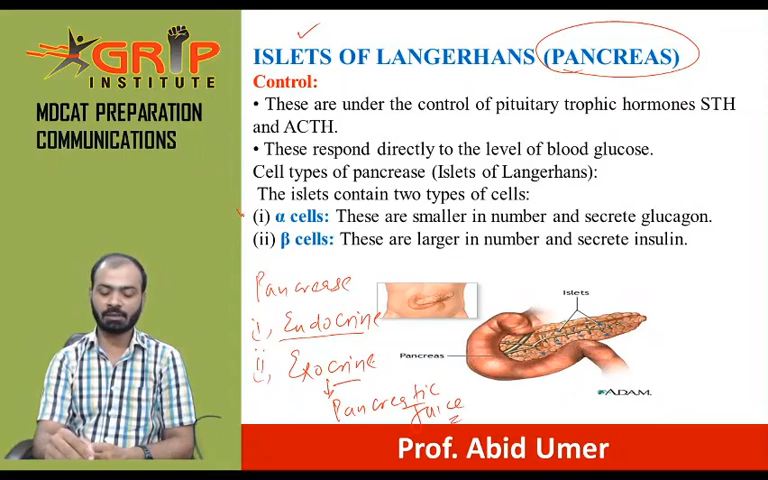 GRIP
INSTITUTE
MDCAT PREPARATION
COMMUNICATIONS
ISLETS OF LANGERHANS (PANCREAS)
Control:
• These are under the control of pituitary trophic hormones STH
and ACTH.
• These respond directly to the level of blood glucose.
Cell types of pancrease (Islets of Langerhans):
The islets contain two types of cells:
(i) α cells: These are smaller in number and secrete glucagon.
(ii) β cells: These are larger in number and secrete insulin.
Pancrease
i, Endocrine
ii, Exocrine
Pancreatic
Juice
Islets
Pancreas
ADAM.
Prof. Abid Umer